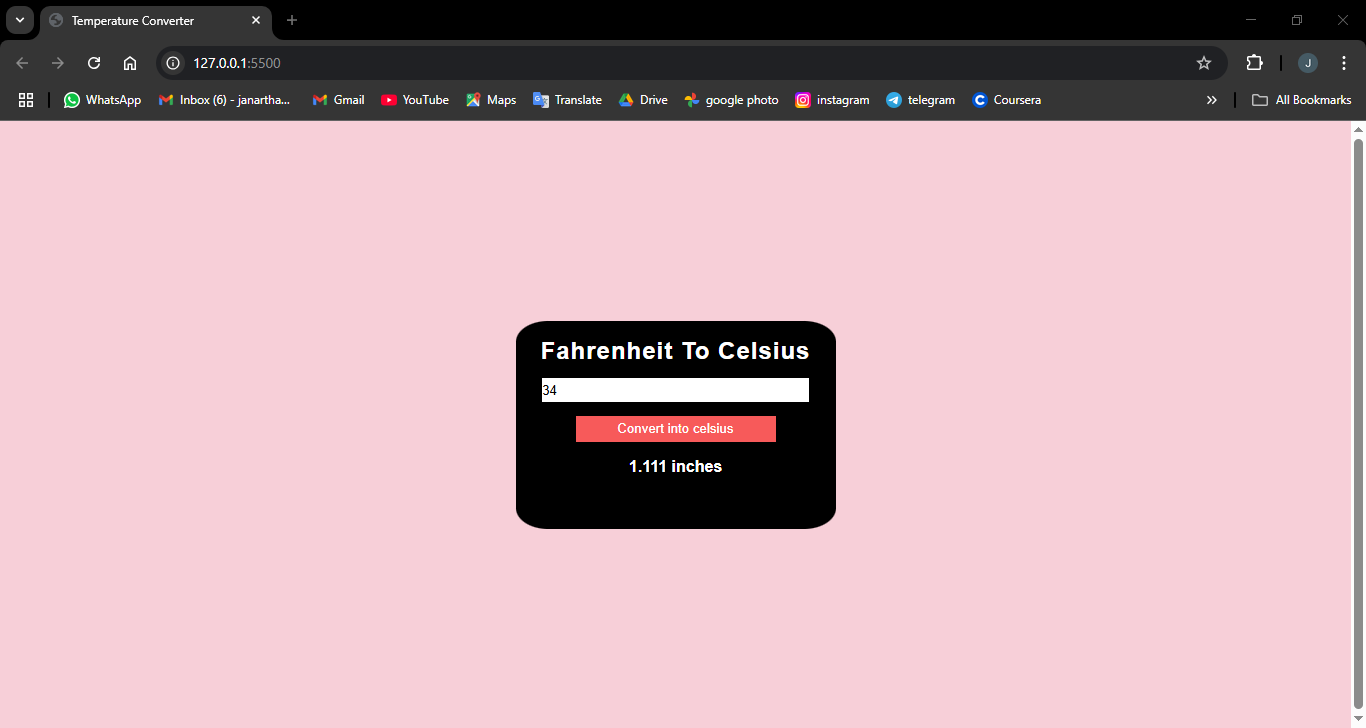 Temperature Converter
127.0.0.1:5500
J
WhatsApp
Inbox (6) - janartha...
Gmail
YouTube
Maps
Translate
Drive
google photo
instagram
telegram
Coursera
All Bookmarks
Fahrenheit To Celsius
34
Convert into celsius
1.111 inches